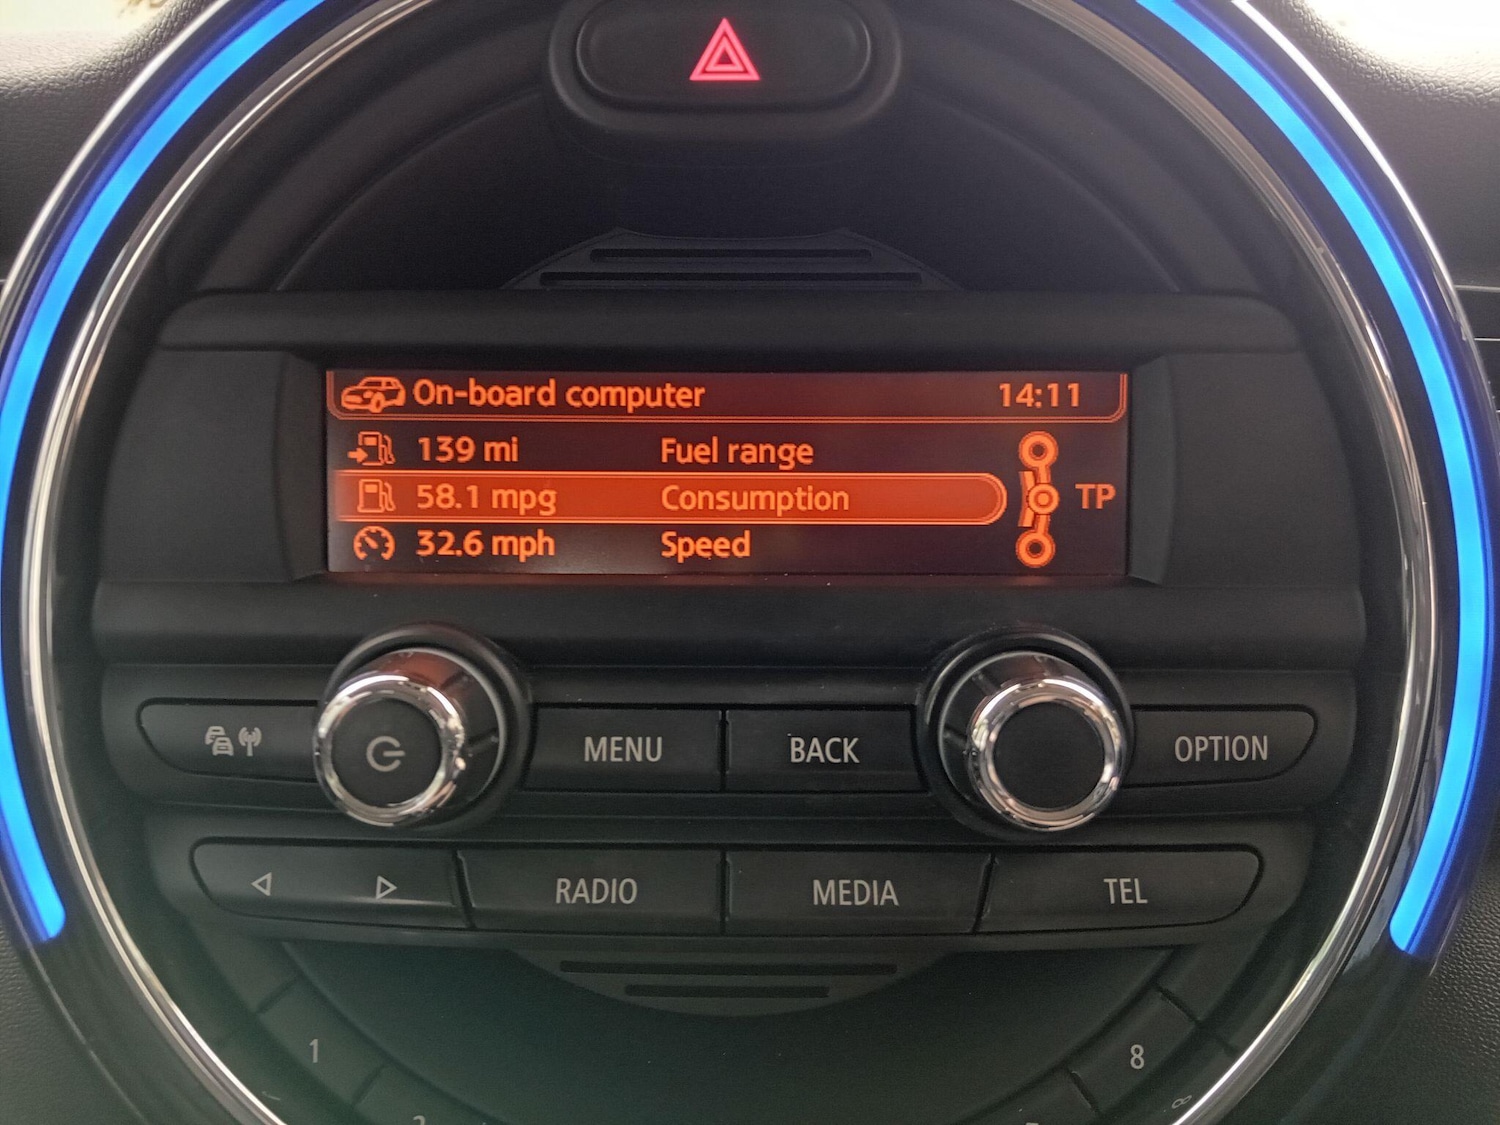 On-board computer 14:11
139 mi Fuel range
58.1 mpg Consumption TP
32.6 mph Speed
MENU BACK OPTION
RADIO MEDIA TEL
1 8